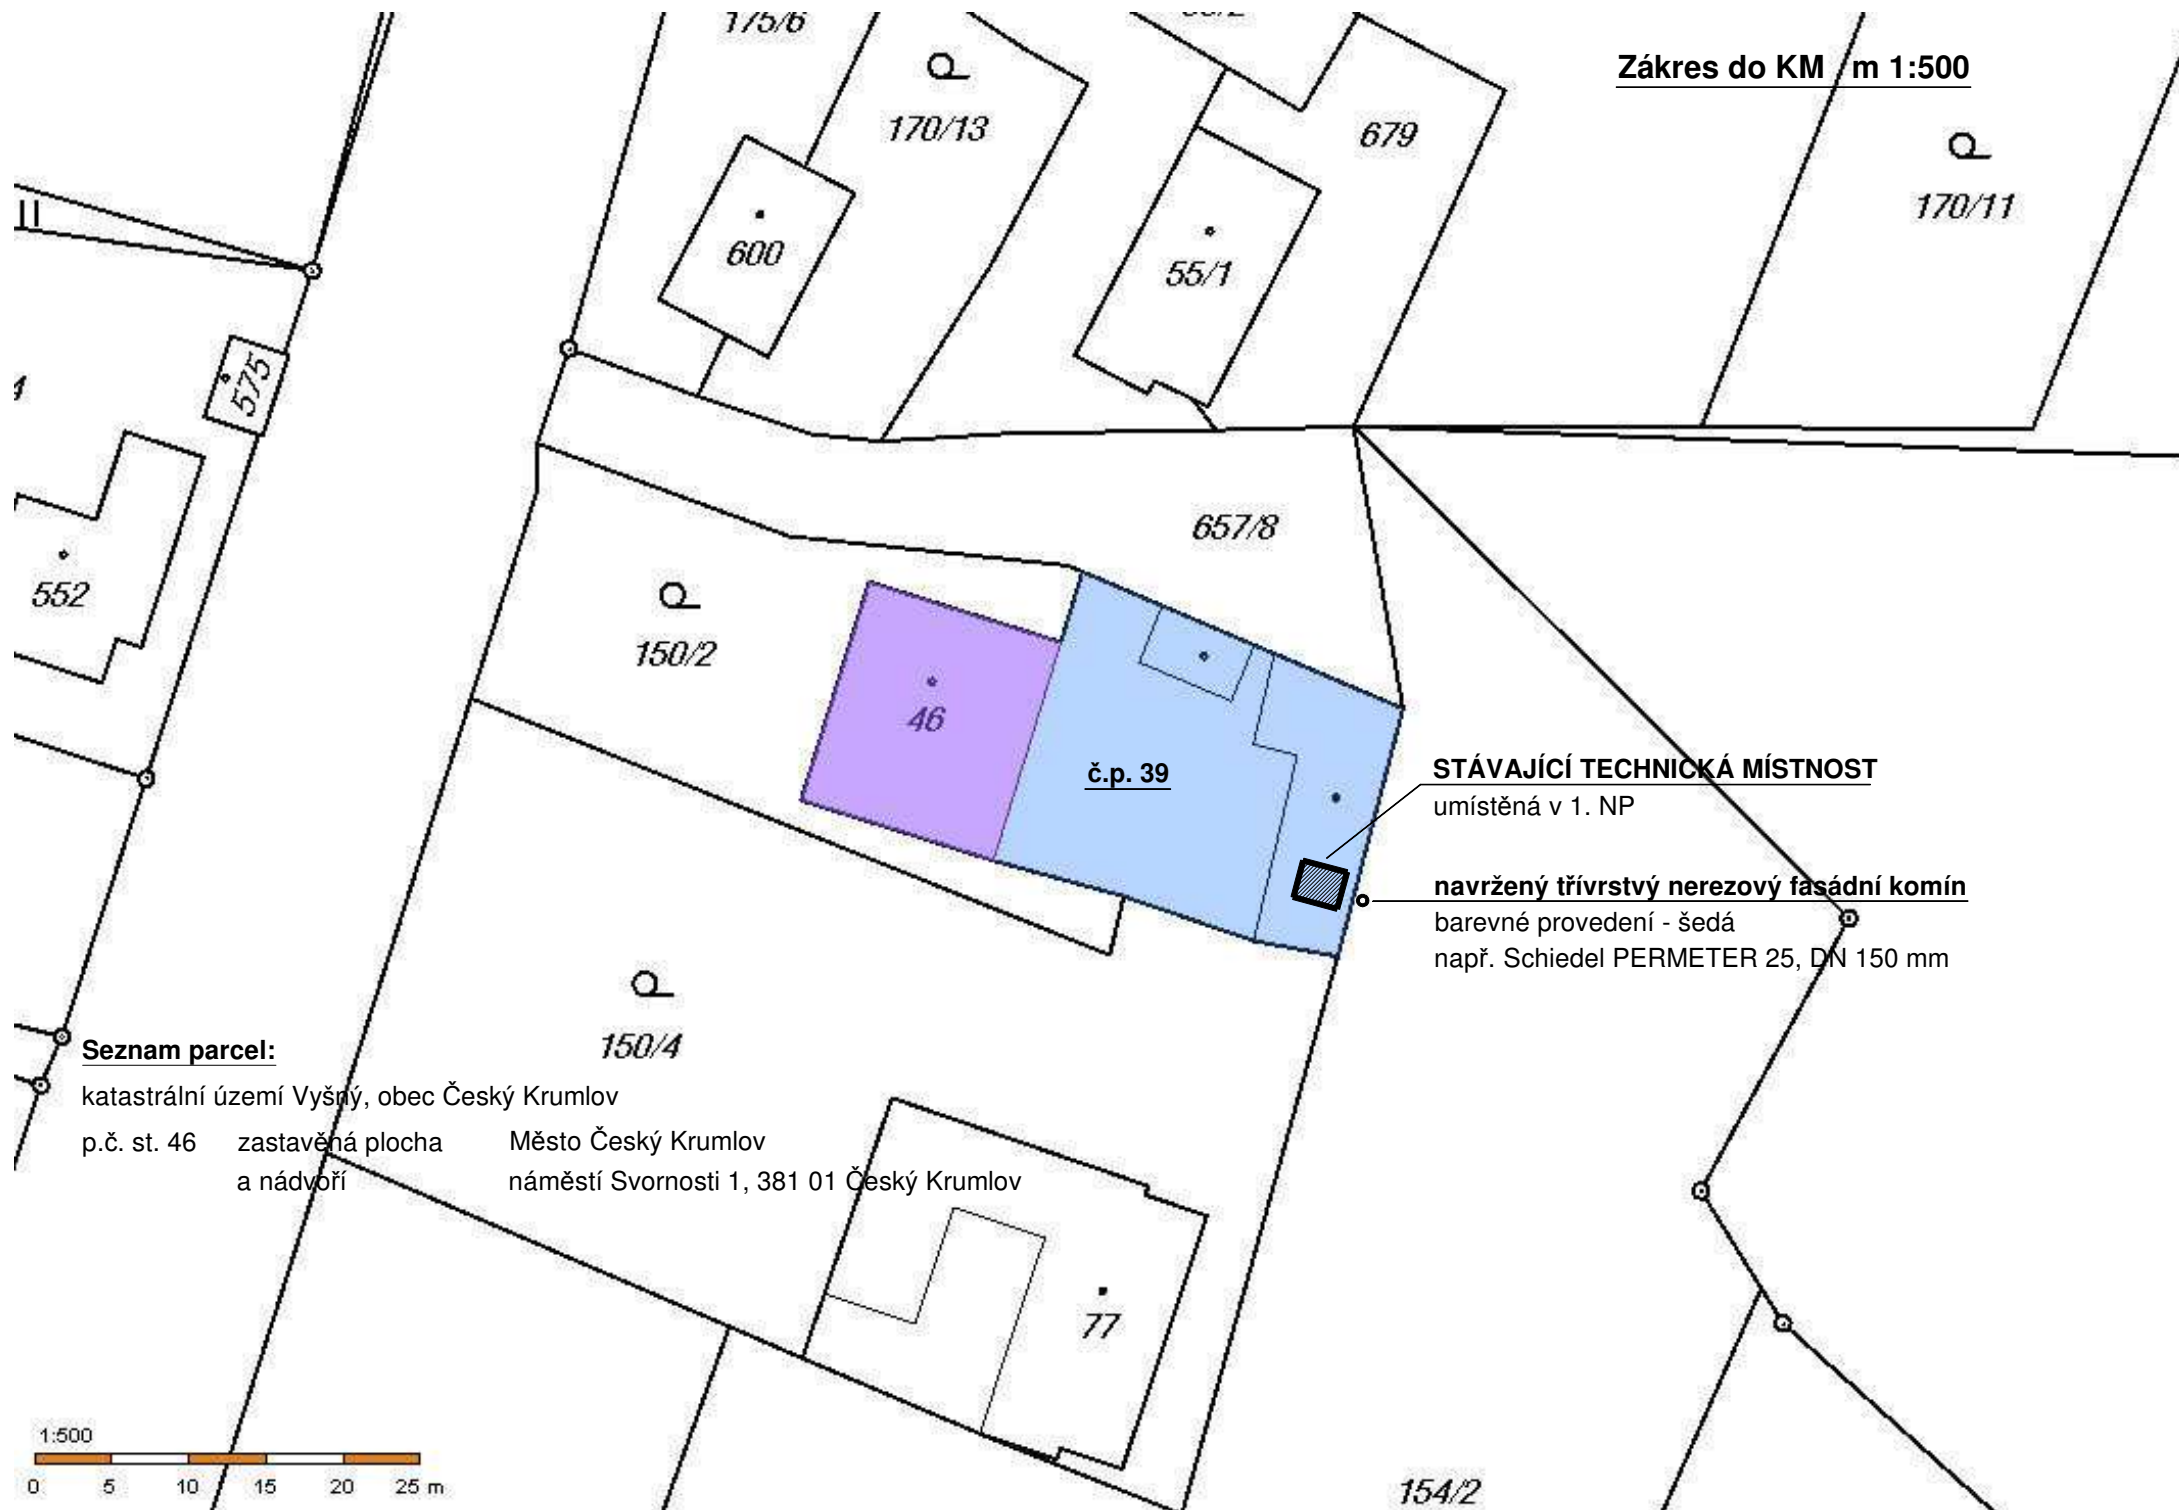 175/6
Zákres do KM m 1:500
170/13
679
170/11
600
55/1
575
4
657/8
552
150/2
46
č.p. 39
STÁVAJÍCÍ TECHNICKÁ MÍSTNOST
umístěná v 1. NP
navržený třívrstvý nerezový fasádní komín
barevné provedení - šedá
např. Schiedel PERMETER 25, DN 150 mm
150/4
Seznam parcel:
katastrální území Vyšný, obec Český Krumlov
p.č. st. 46 zastavěná plocha Město Český Krumlov
a nádvoří náměstí Svornosti 1, 381 01 Český Krumlov
77
1:500
0 5 10 15 20 25 m
154/2